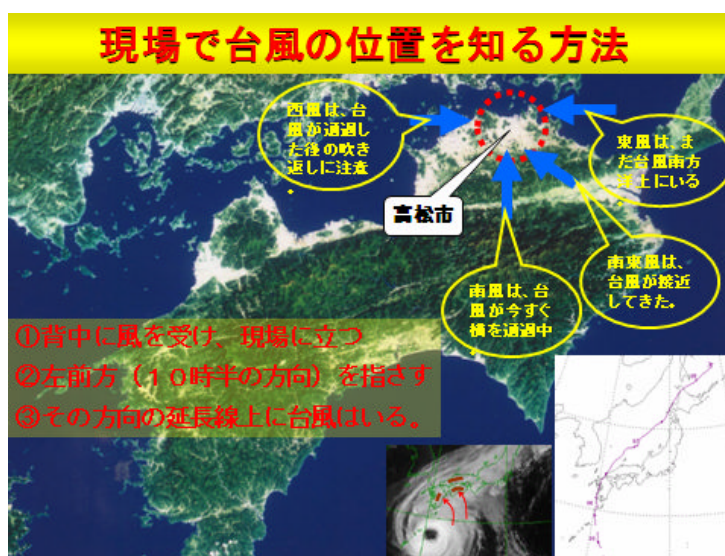 現場で台風の位置を知る方法
西風は、台
風が通過し
た後の吹き
返しに注意
。
東風は、ま
だ台風南方
洋上にいる
。
高松市
南東風は、
台風が接近
してきた。
南風は、台
風が今すぐ
横を通過中
。
①背中に風を受け、現場に立つ
②左前方（１０時半の方向）を指さす
③その方向の延長線上に台風はいる。